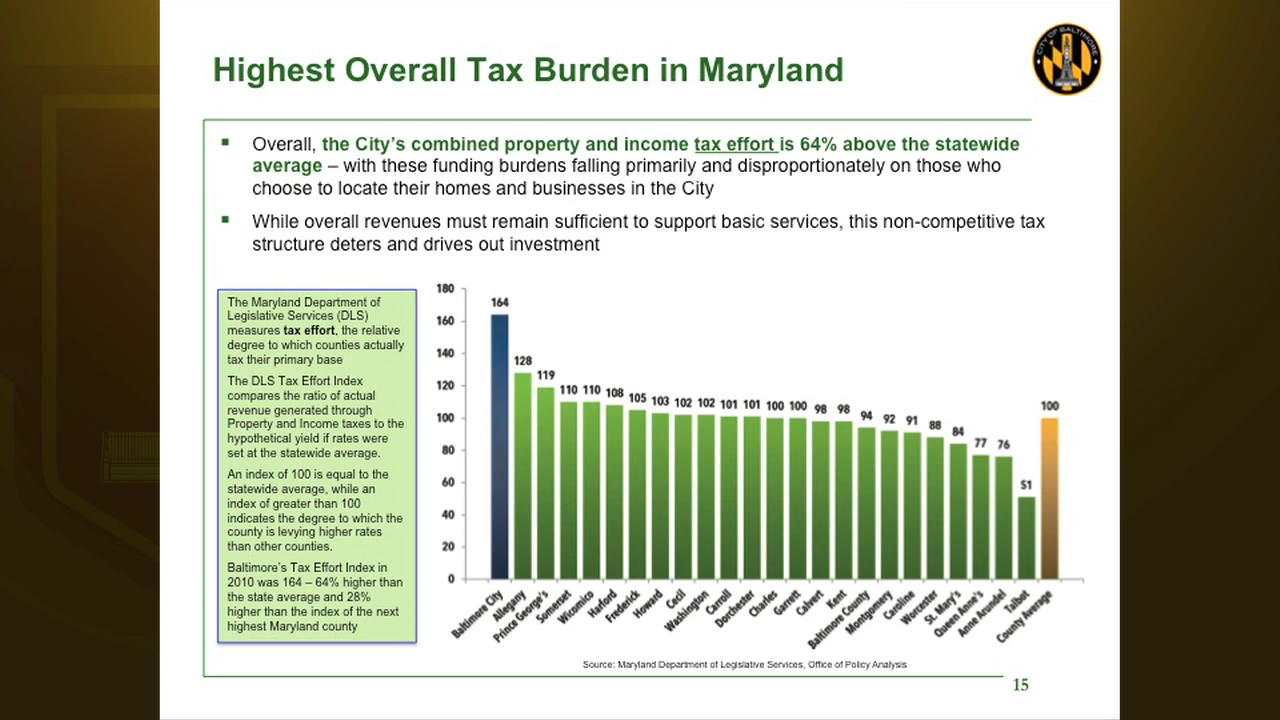 Highest Overall Tax Burden in Maryland
CITY OF BALTIMORE
Overall, the City's combined property and income tax effort is 64% above the statewide
average – with these funding burdens falling primarily and disproportionately on those who
choose to locate their homes and businesses in the City
While overall revenues must remain sufficient to support basic services, this non-competitive tax
structure deters and drives out investment
The Maryland Department of
Legislative Services (DLS)
measures tax effort, the relative
degree to which counties actually
tax their primary base
The DLS Tax Effort Index
compares the ratio of actual
revenue generated through
Property and Income taxes to the
hypothetical yield if rates were
set at the statewide average.
An index of 100 is equal to the
statewide average, while an
index of greater than 100
indicates the degree to which the
county is levying higher rates
than other counties.
Baltimore's Tax Effort Index in
2010 was 164 – 64% higher than
the state average and 28%
higher than the index of the next
highest Maryland county
180
160
140
120
100
80
60
40
20
0
164
128
119
110
110
108
105
103
102
102
101
101
100
100
98
98
94
92
91
88
84
77
76
51
100
Baltimore City
Allegany
Prince George's
Somerset
Wicomico
Harford
Frederick
Howard
Cecil
Washington
Carroll
Dorchester
Charles
Garrett
Calvert
Kent
Baltimore County
Montgomery
Caroline
Worcester
St. Mary's
Queen Anne's
Anne Arundel
Talbot
County Average
Source: Maryland Department of Legislative Services, Office of Policy Analysis
15